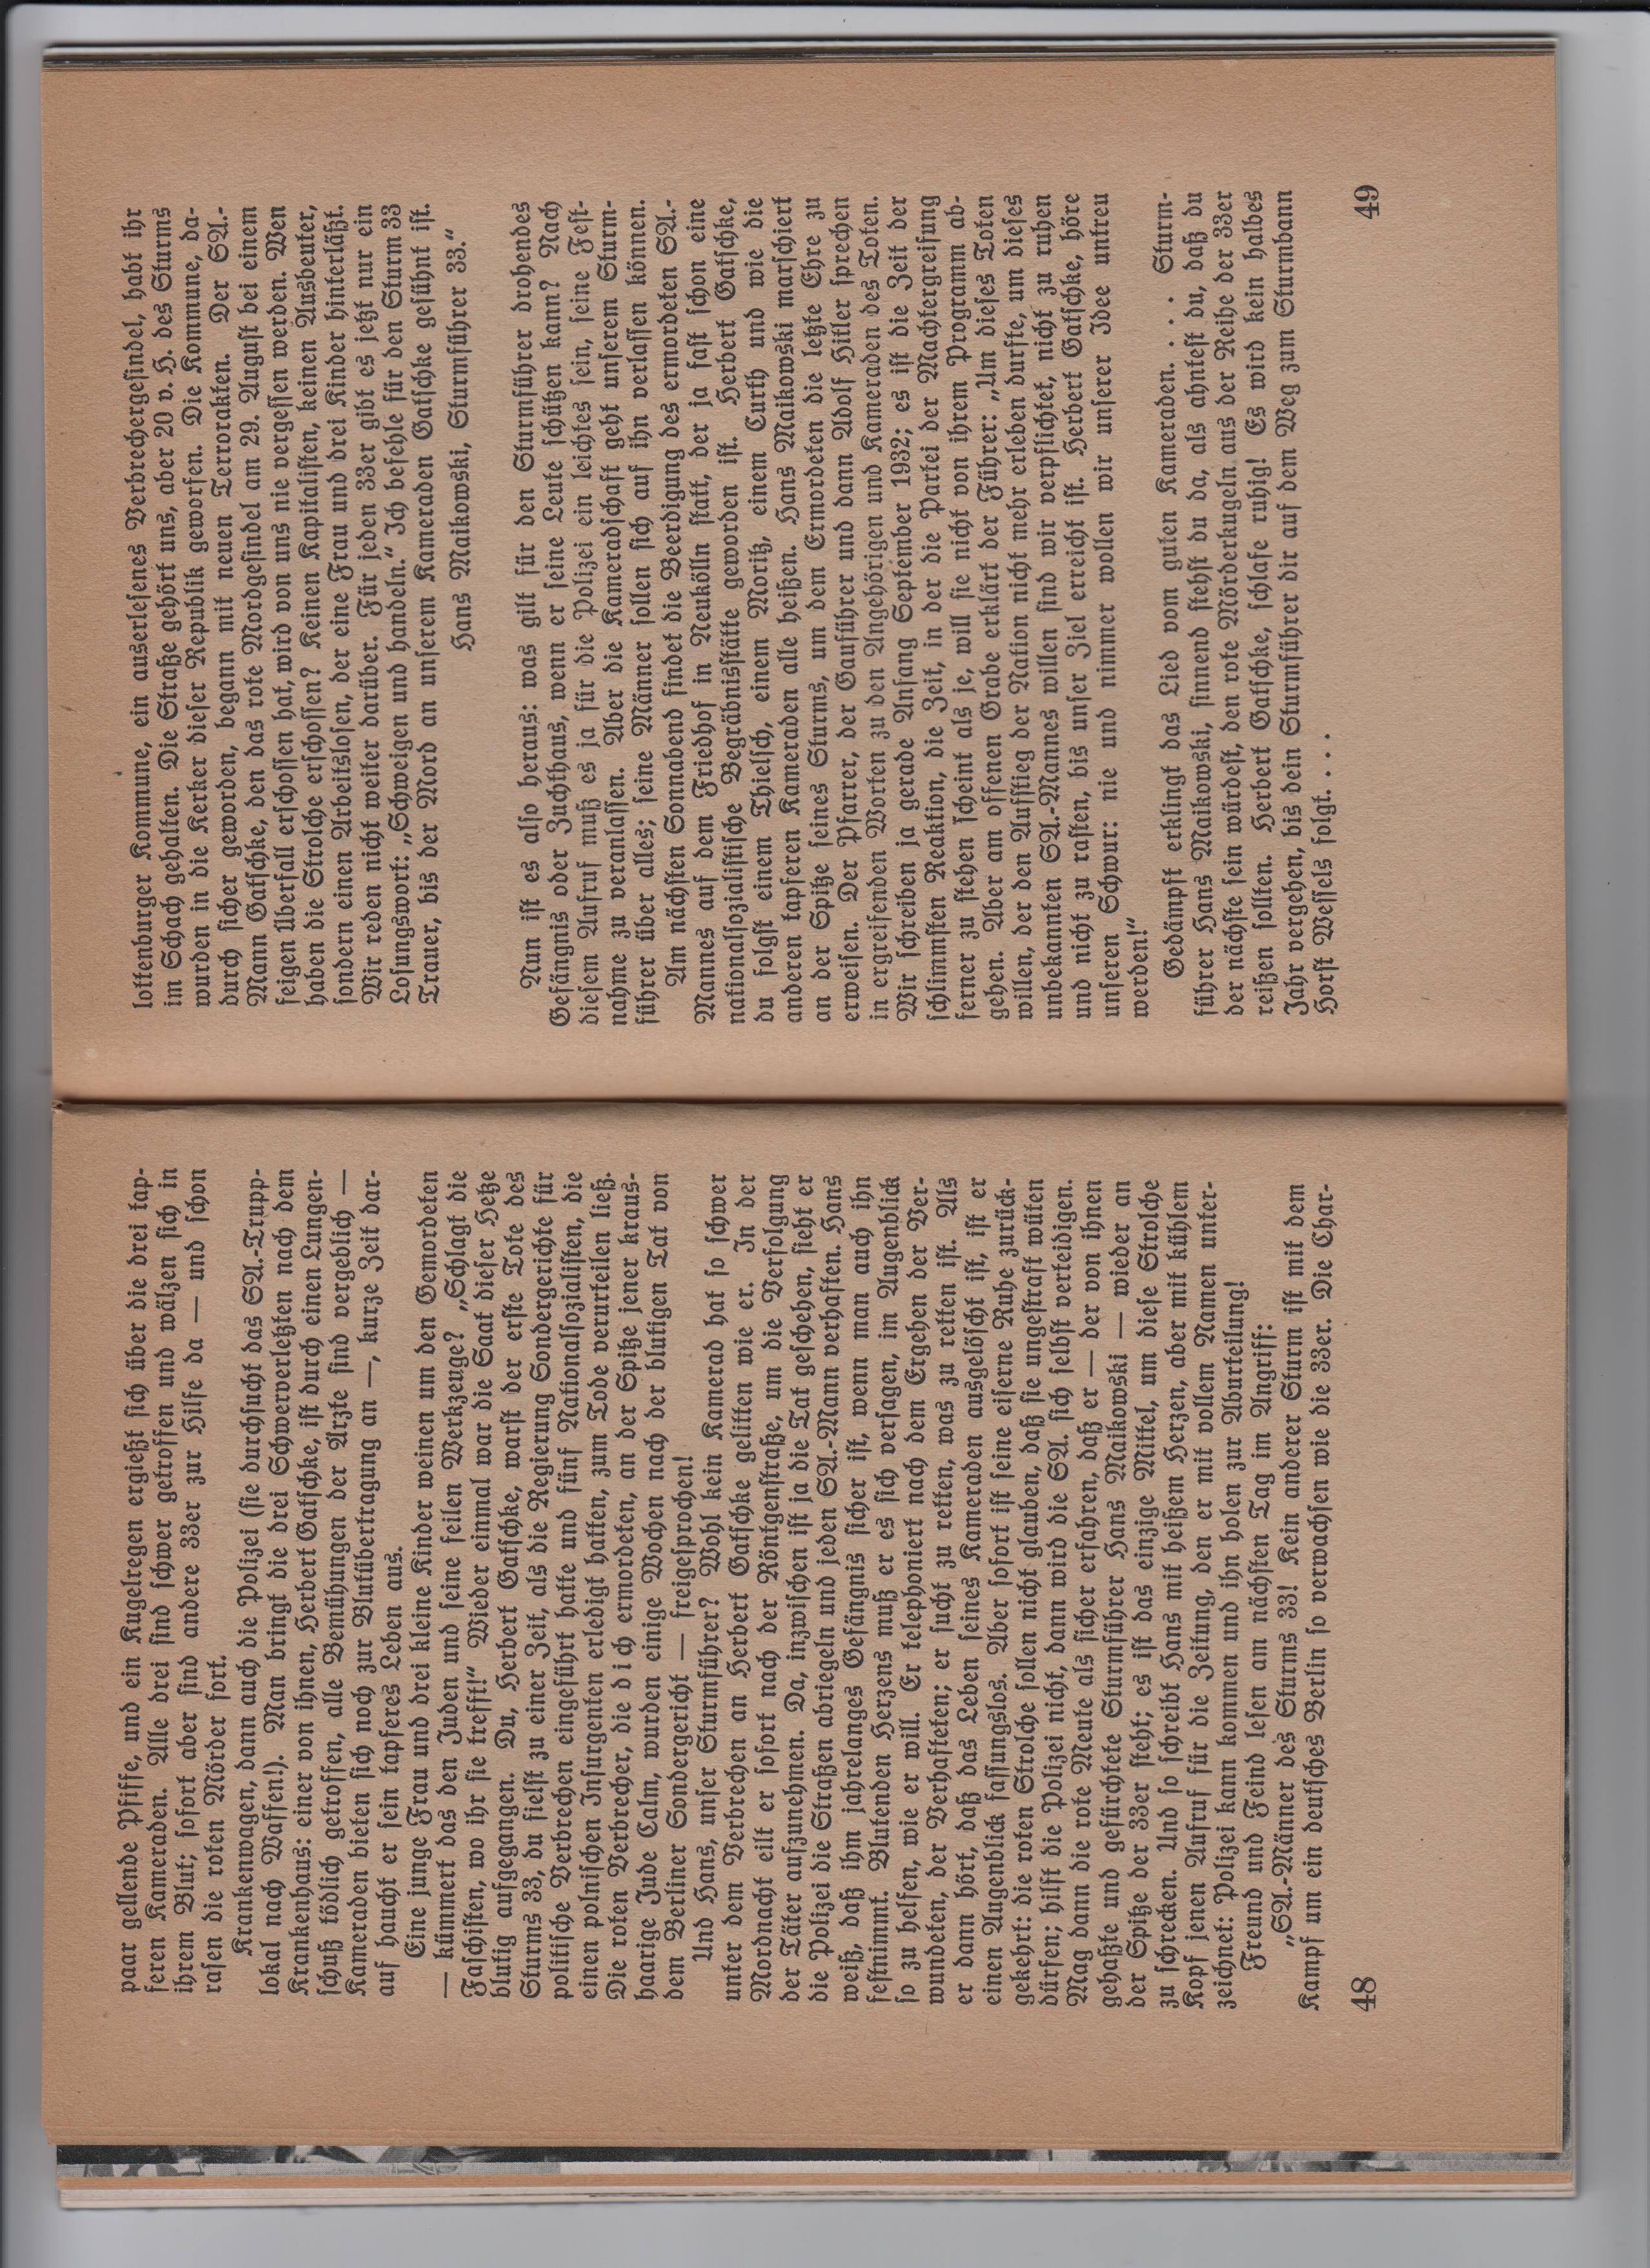 paar gellende Pfiffe, und ein Kugelregen ergießt sich über die drei tap-
feren Kameraden. Alle drei sind schwer getroffen und wälzen sich in
ihrem Blut; sofort aber sind andere 33er zur Hilfe da — und schon
rasen die roten Mörder fort.
Krankenwagen, dann auch die Polizei (sie durchsucht das SA.-Trupp-
lokal nach Waffen!). Man bringt die drei Schwerverletzten nach dem
Krankenhaus: einer von ihnen, Herbert Gatschke, ist durch einen Lungen-
schuß tödlich getroffen, alle Bemühungen der Ärzte sind vergeblich —
Kameraden bieten sich noch zur Blutübertragung an —, kurze Zeit dar-
auf haucht er sein tapferes Leben aus.
Eine junge Frau und drei kleine Kinder weinen um den Gemordeten
— kümmert das den Juden und seine feilen Werkzeuge? „Schlagt die
Faschisten, wo ihr sie trefft!“ Wieder einmal war die Saat dieser Hetze
blutig aufgegangen. Du, Herbert Gatschke, warst der erste Tote des
Sturms 33, du fielst zu einer Zeit, als die Regierung Sondergerichte für
politische Verbrechen eingeführt hatte und fünf Nationalsozialisten, die
einen polnischen Insurgenten erledigt hatten, zum Tode verurteilen ließ.
Die roten Verbrecher, die dich ermordeten, an der Spitze jener kraus-
haarige Jude Calm, wurden einige Wochen nach der blutigen Tat von
dem Berliner Sondergericht — freigesprochen!
Und Hans, unser Sturmführer? Wohl kein Kamerad hat so schwer
unter dem Verbrechen an Herbert Gatschke gelitten wie er. In der
Mordnacht eilt er sofort nach der Röntgenstraße, um die Verfolgung
der Täter aufzunehmen. Da, inzwischen ist ja die Tat geschehen, sieht er
die Polizei die Straßen abriegeln und jeden SA.-Mann verhaften. Hans
weiß, daß ihm jahrelanges Gefängnis sicher ist, wenn man auch ihn
festnimmt. Blutenden Herzens muß er es sich versagen, im Augenblick
so zu helfen, wie er will. Er telephoniert nach dem Ergehen der Ver-
wundeten, der Verhafteten; er sucht zu retten, was zu retten ist. Als
er dann hört, daß das Leben seines Kameraden ausgelöscht ist, ist er
einen Augenblick fassungslos. Aber sofort ist seine eiserne Ruhe zurück-
gekehrt: die roten Strolche sollen nicht glauben, daß sie ungestraft wüten
dürfen; hilft die Polizei nicht, dann wird die SA. sich selbst verteidigen.
Mag dann die rote Meute als sicher erfahren, daß er — der von ihnen
gehaßte und gefürchtete Sturmführer Hans Maikowski — wieder an
der Spitze der 33er steht; es ist das einzige Mittel, um diese Strolche
zu schrecken. Und so schreibt Hans mit heißem Herzen, aber mit kühlem
Kopf jenen Aufruf für die Zeitung, den er mit vollem Namen unter-
zeichnet: Polizei kann kommen und ihn holen zur Aburteilung!
Freund und Feind lesen am nächsten Tag im Angriff:
„SA.-Männer des Sturms 33! Kein anderer Sturm ist mit dem
Kampf um ein deutsches Berlin so verwachsen wie die 33er. Die Char-
48
lottenburger Kommune, ein auserlesenes Verbrechergesindel, habt ihr
im Schach gehalten. Die Straße gehört uns, aber 20 v. H. des Sturms
wurden in die Kerker dieser Republik geworfen. Die Kommune, da-
durch sicher geworden, begann mit neuen Terrorakten. Der SA.-
Mann Gatschke, den das rote Mordgesindel am 29. August bei einem
feigen Überfall erschossen hat, wird von uns nie vergessen werden. Wen
haben die Strolche erschossen? Keinen Kapitalisten, keinen Ausbeuter,
sondern einen Arbeitslosen, der eine Frau und drei Kinder hinterläßt.
Wir reden nicht weiter darüber. Für jeden 33er gibt es jetzt nur ein
Losungswort: „Schweigen und handeln.“ Ich befehle für den Sturm 33
Trauer, bis der Mord an unserem Kameraden Gatschke gesühnt ist.
Hans Maikowski, Sturmführer 33.“
Nun ist es also heraus: was gilt für den Sturmführer drohendes
Gefängnis oder Zuchthaus, wenn er seine Leute schützen kann? Nach
diesem Aufruf muß es ja für die Polizei ein leichtes sein, seine Fest-
nahme zu veranlassen. Aber die Kameradschaft geht unserem Sturm-
führer über alles; seine Männer sollen sich auf ihn verlassen können.
Am nächsten Sonnabend findet die Beerdigung des ermordeten SA.-
Mannes auf dem Friedhof in Neukölln statt, der ja fast schon eine
nationalsozialistische Begräbnisstätte geworden ist. Herbert Gatschke,
du folgst einem Thielsch, einem Moritz, einem Curth und wie die
anderen tapferen Kameraden alle heißen. Hans Maikowski marschiert
an der Spitze seines Sturms, um dem Ermordeten die letzte Ehre zu
erweisen. Der Pfarrer, der Gauführer und dann Adolf Hitler sprechen
in ergreifenden Worten zu den Angehörigen und Kameraden des Toten.
Wir schreiben ja gerade Anfang September 1932; es ist die Zeit der
schlimmsten Reaktion, die Zeit, in der die Partei der Machtergreifung
ferner zu stehen scheint als je, will sie nicht von ihrem Programm ab-
gehen. Aber am offenen Grabe erklärt der Führer: „Um dieses Toten
willen, der den Aufstieg der Nation nicht mehr erleben durfte, um dieses
unbekannten SA.-Mannes willen sind wir verpflichtet, nicht zu ruhen
und nicht zu rasten, bis unser Ziel erreicht ist. Herbert Gatschke, höre
unseren Schwur: nie und nimmer wollen wir unserer Idee untreu
werden!“
Gedämpft erklingt das Lied vom guten Kameraden. . . . Sturm-
führer Hans Maikowski, sinnend stehst du da, als ahntest du, daß du
der nächste sein würdest, den rote Mörderkugeln aus der Reihe der 33er
reißen sollten. Herbert Gatschke, schlafe ruhig! Es wird kein halbes
Jahr vergehen, bis dein Sturmführer dir auf dem Weg zum Sturmbann
Horst Wessels folgt. . . .
49